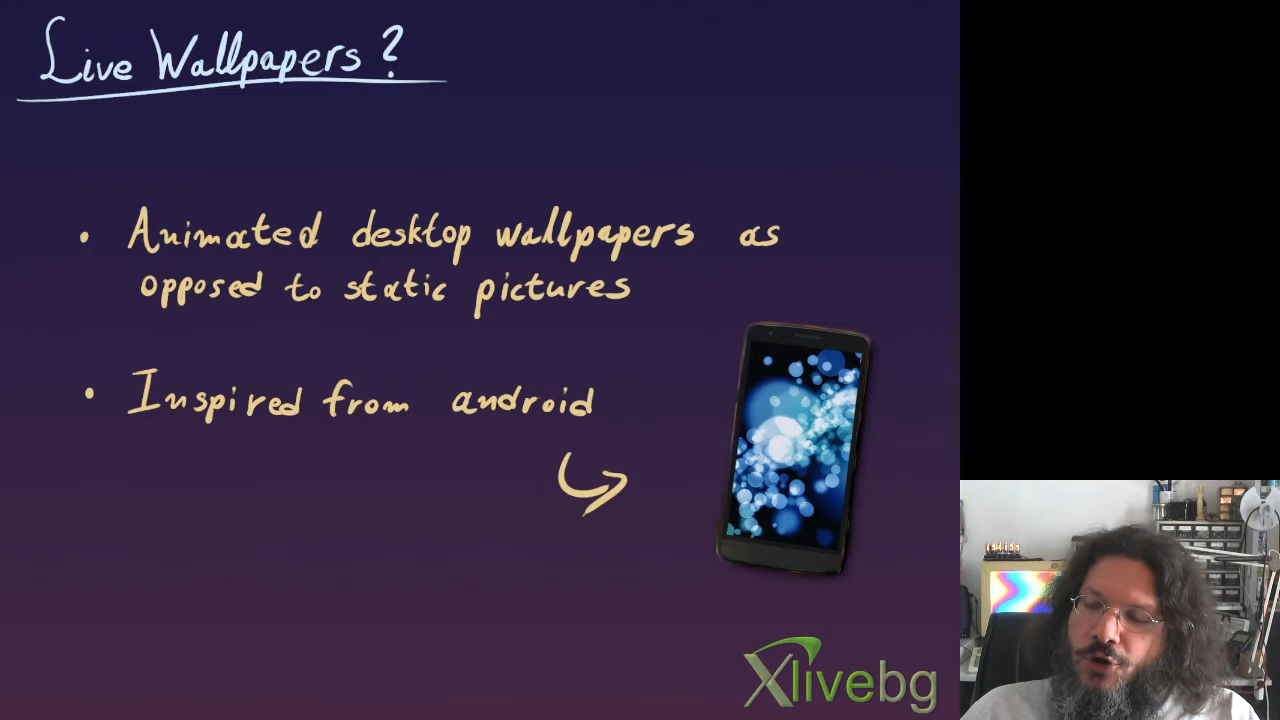 Live Wallpapers?
• Animated desktop wallpapers as
opposed to static pictures
• Inspired from android
Xlivebg